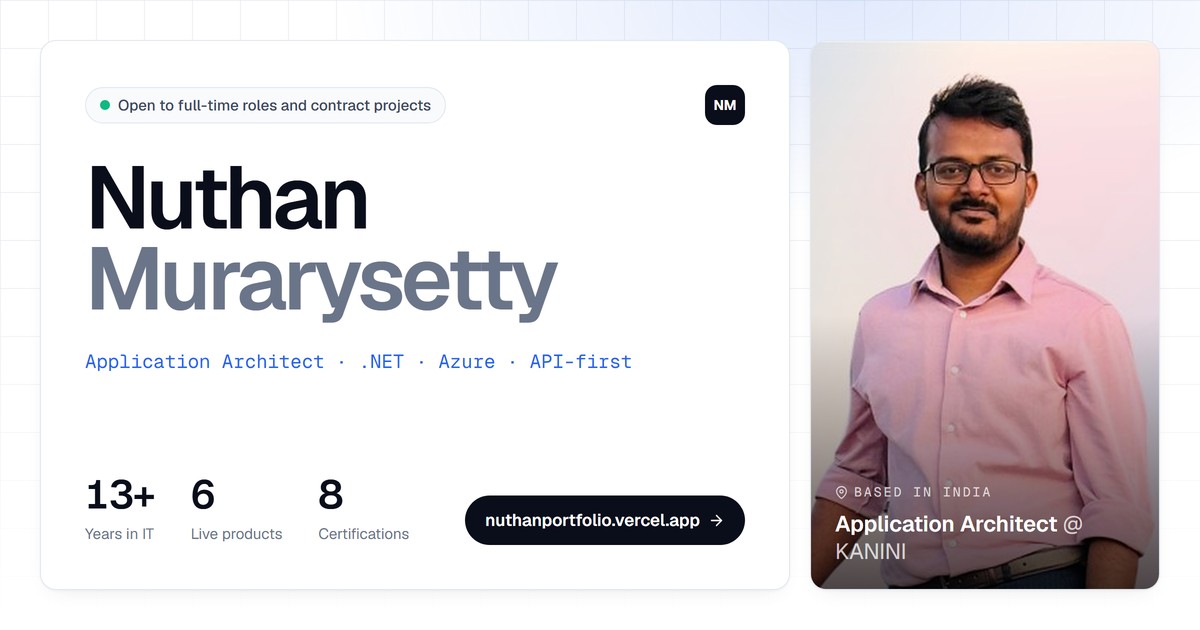 Open to full-time roles and contract projects
NM
Nuthan
Murarysetty
Application Architect · .NET · Azure · API-first
13+
Years in IT
6
Live products
8
Certifications
nuthanportfolio.vercel.app →
BASED IN INDIA
Application Architect @
KANINI